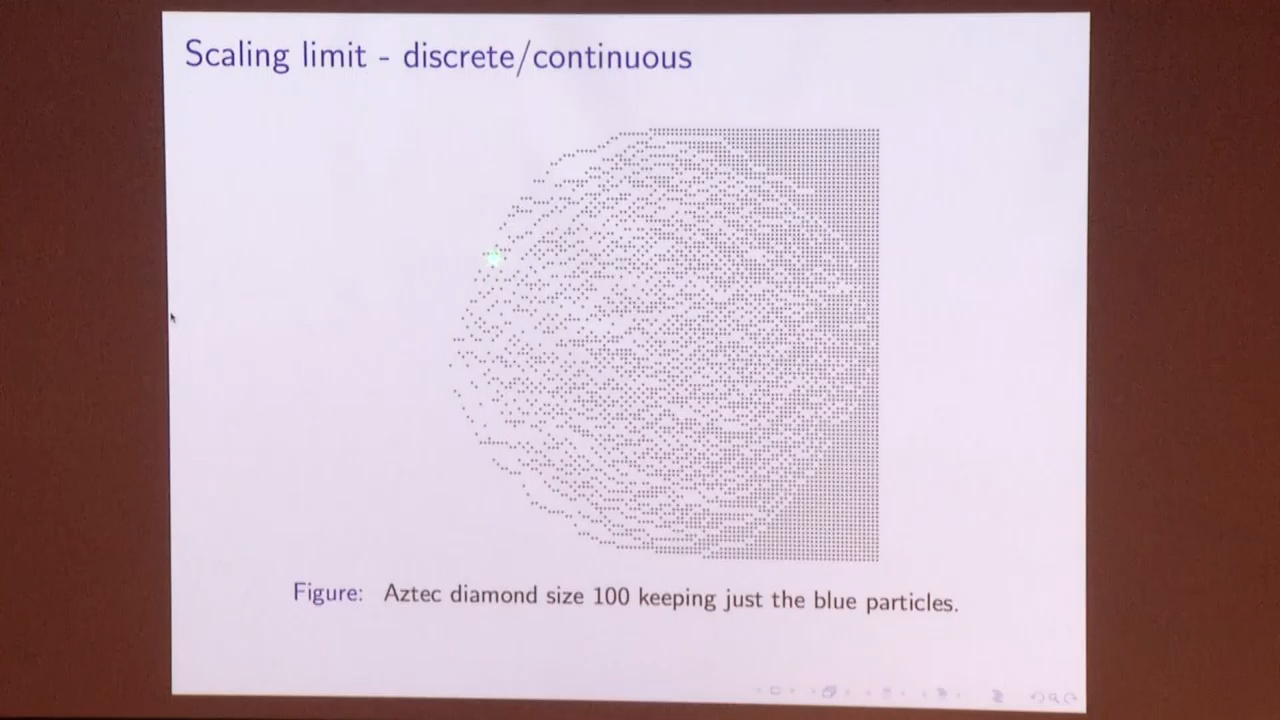 Scaling limit - discrete/continuous
Figure: Aztec diamond size 100 keeping just the blue particles.